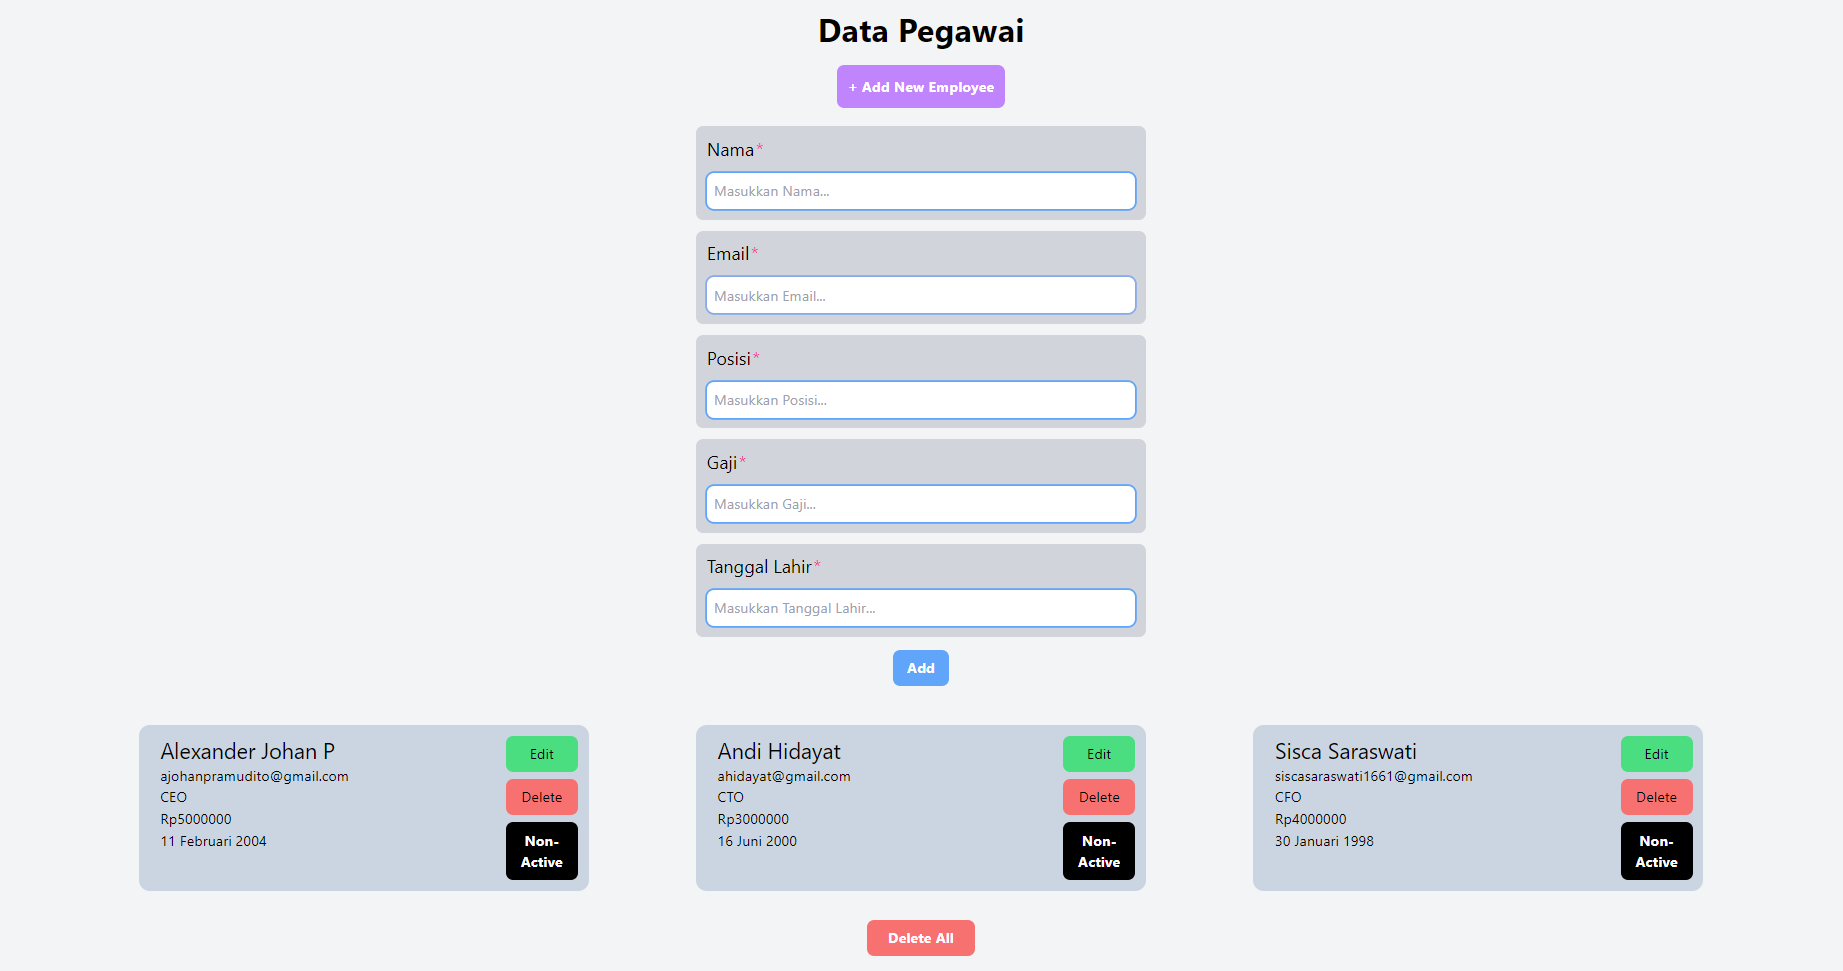 Data Pegawai
+ Add New Employee
Nama*
Masukkan Nama...
Email*
Masukkan Email...
Posisi*
Masukkan Posisi...
Gaji*
Masukkan Gaji...
Tanggal Lahir*
Masukkan Tanggal Lahir...
Add
Alexander Johan P
ajohanpramudito@gmail.com
CEO
Rp5000000
11 Februari 2004
Edit
Delete
Non-
Active
Andi Hidayat
ahidayat@gmail.com
CTO
Rp3000000
16 Juni 2000
Edit
Delete
Non-
Active
Sisca Saraswati
siscasaraswati1661@gmail.com
CFO
Rp4000000
30 Januari 1998
Edit
Delete
Non-
Active
Delete All